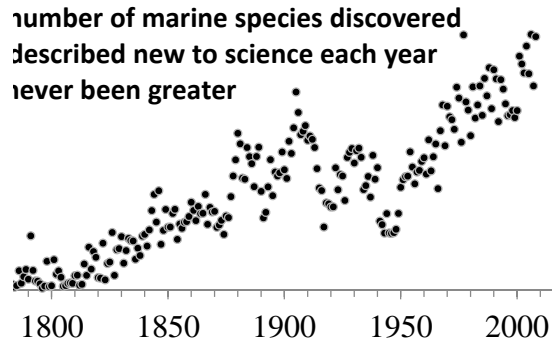 number of marine species discovered
described new to science each year
never been greater
1800 1850 1900 1950 2000